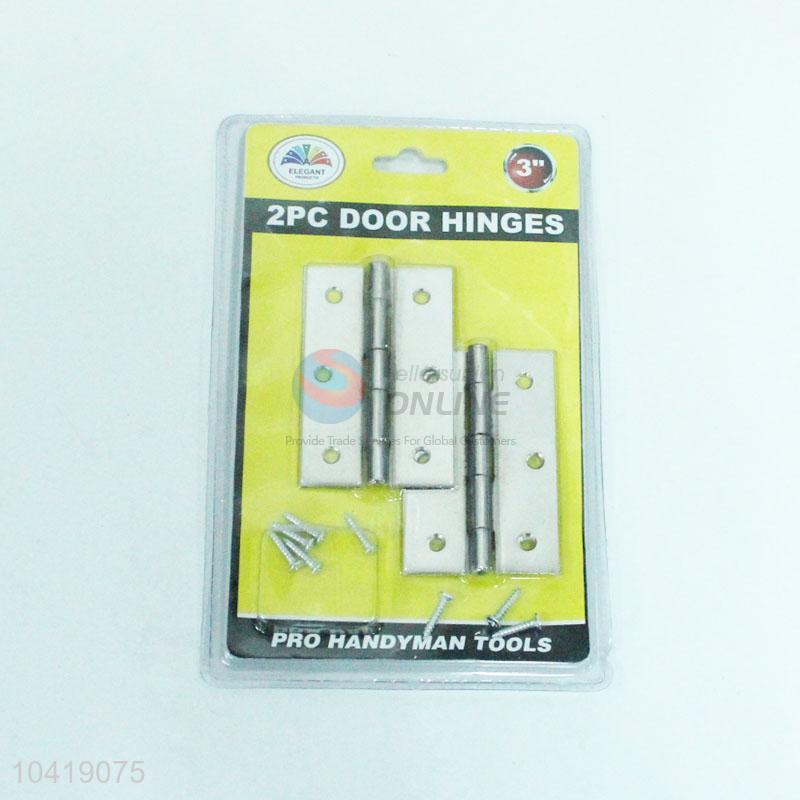 ELEGANT
PRODUCTS
3"
2PC DOOR HINGES
ONLINE
Provide Trade Services For Global Customers
PRO HANDYMAN TOOLS
10419075